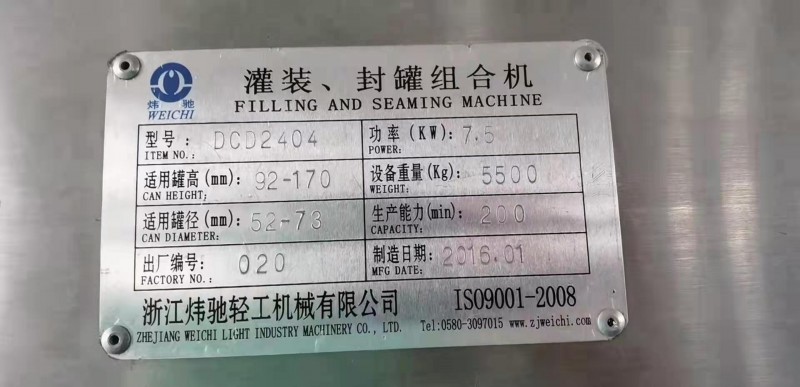 灌装、封罐组合机
FILLING AND SEAMING MACHINE
炜 驰
WEICHI
型号: DCD2404
ITEM NO.:
功率(KW): 7.5
POWER:
适用罐高(mm): 92-170
CAN HEIGHT:
设备重量(Kg): 5500
WEIGHT:
适用罐径(mm): 52-73
CAN DIAMETER:
生产能力(min): 200
CAPACITY:
出厂编号: 020
FACTORY NO.:
制造日期: 2016.01
MFG DATE:
浙江炜驰轻工机械有限公司 ISO9001-2008
ZHEJIANG WEICHI LIGHT INDUSTRY MACHINERY CO., LTD. Tel:0580-3097015 www.zjweichi.com